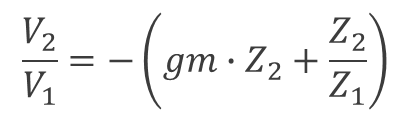 V₂/V₁ = −(gm · Z₂ + Z₂/Z₁)